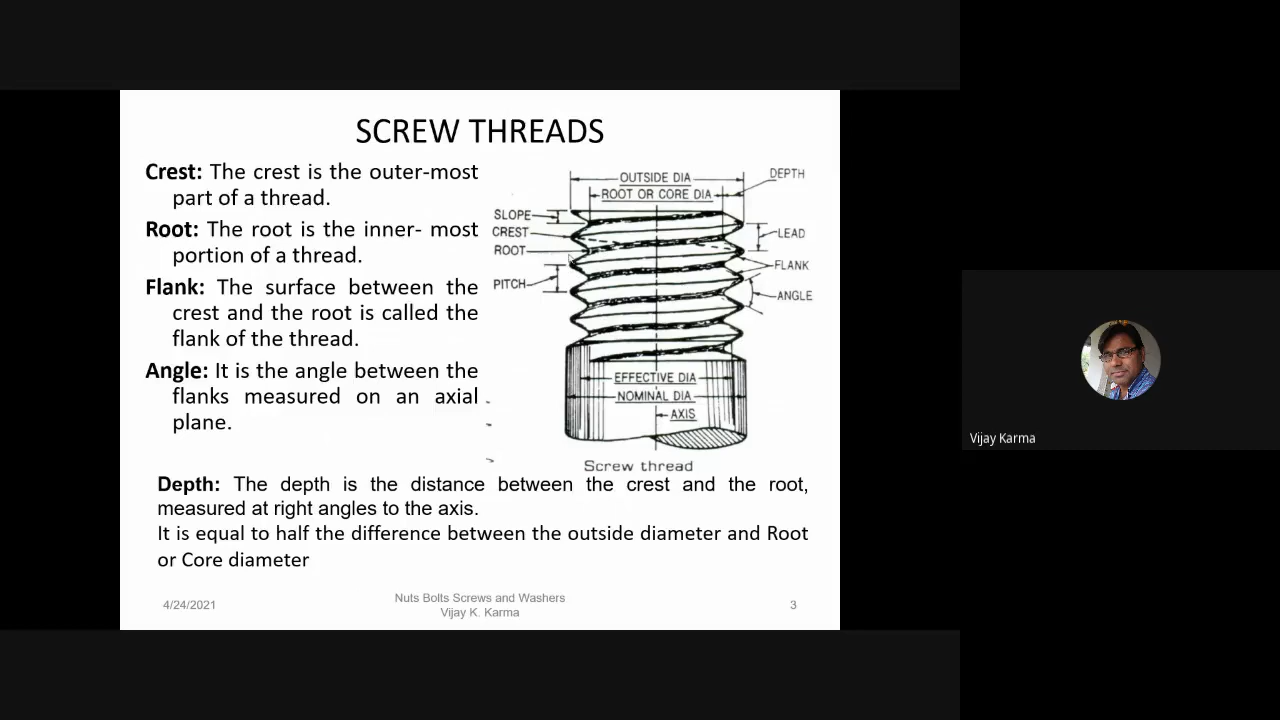 SCREW THREADS
Crest: The crest is the outer-most
part of a thread.
Root: The root is the inner- most
portion of a thread.
Flank: The surface between the
crest and the root is called the
flank of the thread.
Angle: It is the angle between the
flanks measured on an axial
plane.
OUTSIDE DIA
DEPTH
ROOT OR CORE DIA
SLOPE
CREST
LEAD
ROOT
FLANK
PITCH
ANGLE
EFFECTIVE DIA
NOMINAL DIA
AXIS
Screw thread
Depth: The depth is the distance between the crest and the root,
measured at right angles to the axis.
It is equal to half the difference between the outside diameter and Root
or Core diameter
4/24/2021
Nuts Bolts Screws and Washers
Vijay K. Karma
3
Vijay Karma